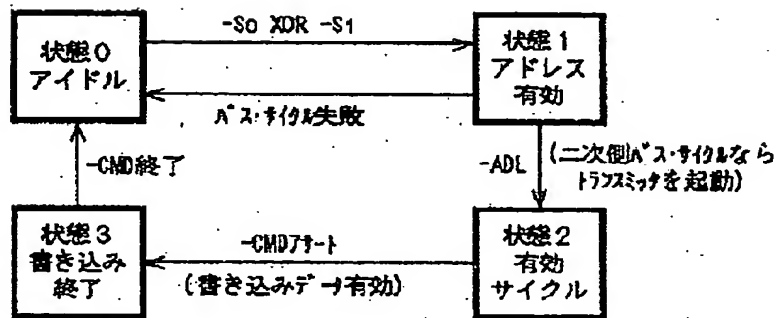 状態0
アイドル
-S0 XOR -S1
状態1
アドレス
有効
バス・サイクル失敗
-CMD終了
-ADL
(二次側バス・サイクルなら
トランスミッタを起動)
状態3
書き込み
終了
-CMDアサート
(書き込みデータ有効)
状態2
有効
サイクル